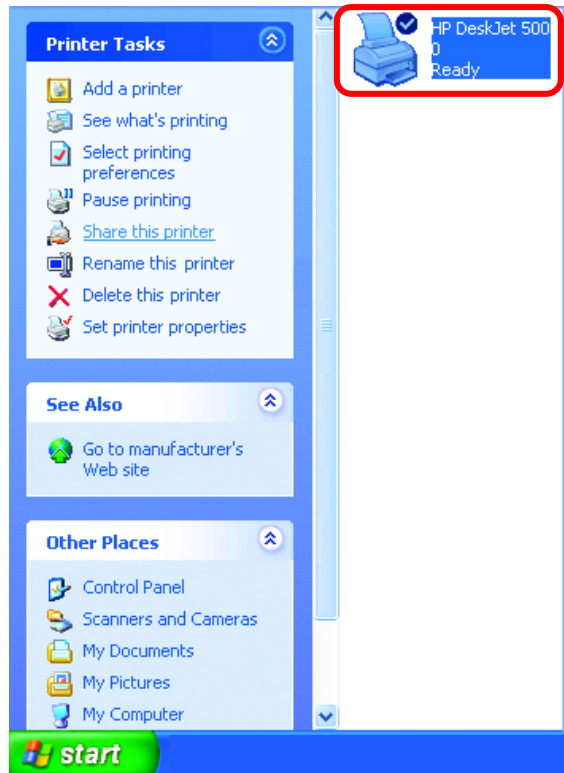 Printer Tasks
Add a printer
See what's printing
Select printing
preferences
Pause printing
Share this printer
Rename this printer
Delete this printer
Set printer properties
See Also
Go to manufacturer's
Web site
Other Places
Control Panel
Scanners and Cameras
My Documents
My Pictures
My Computer
HP DeskJet 500
0
Ready
start